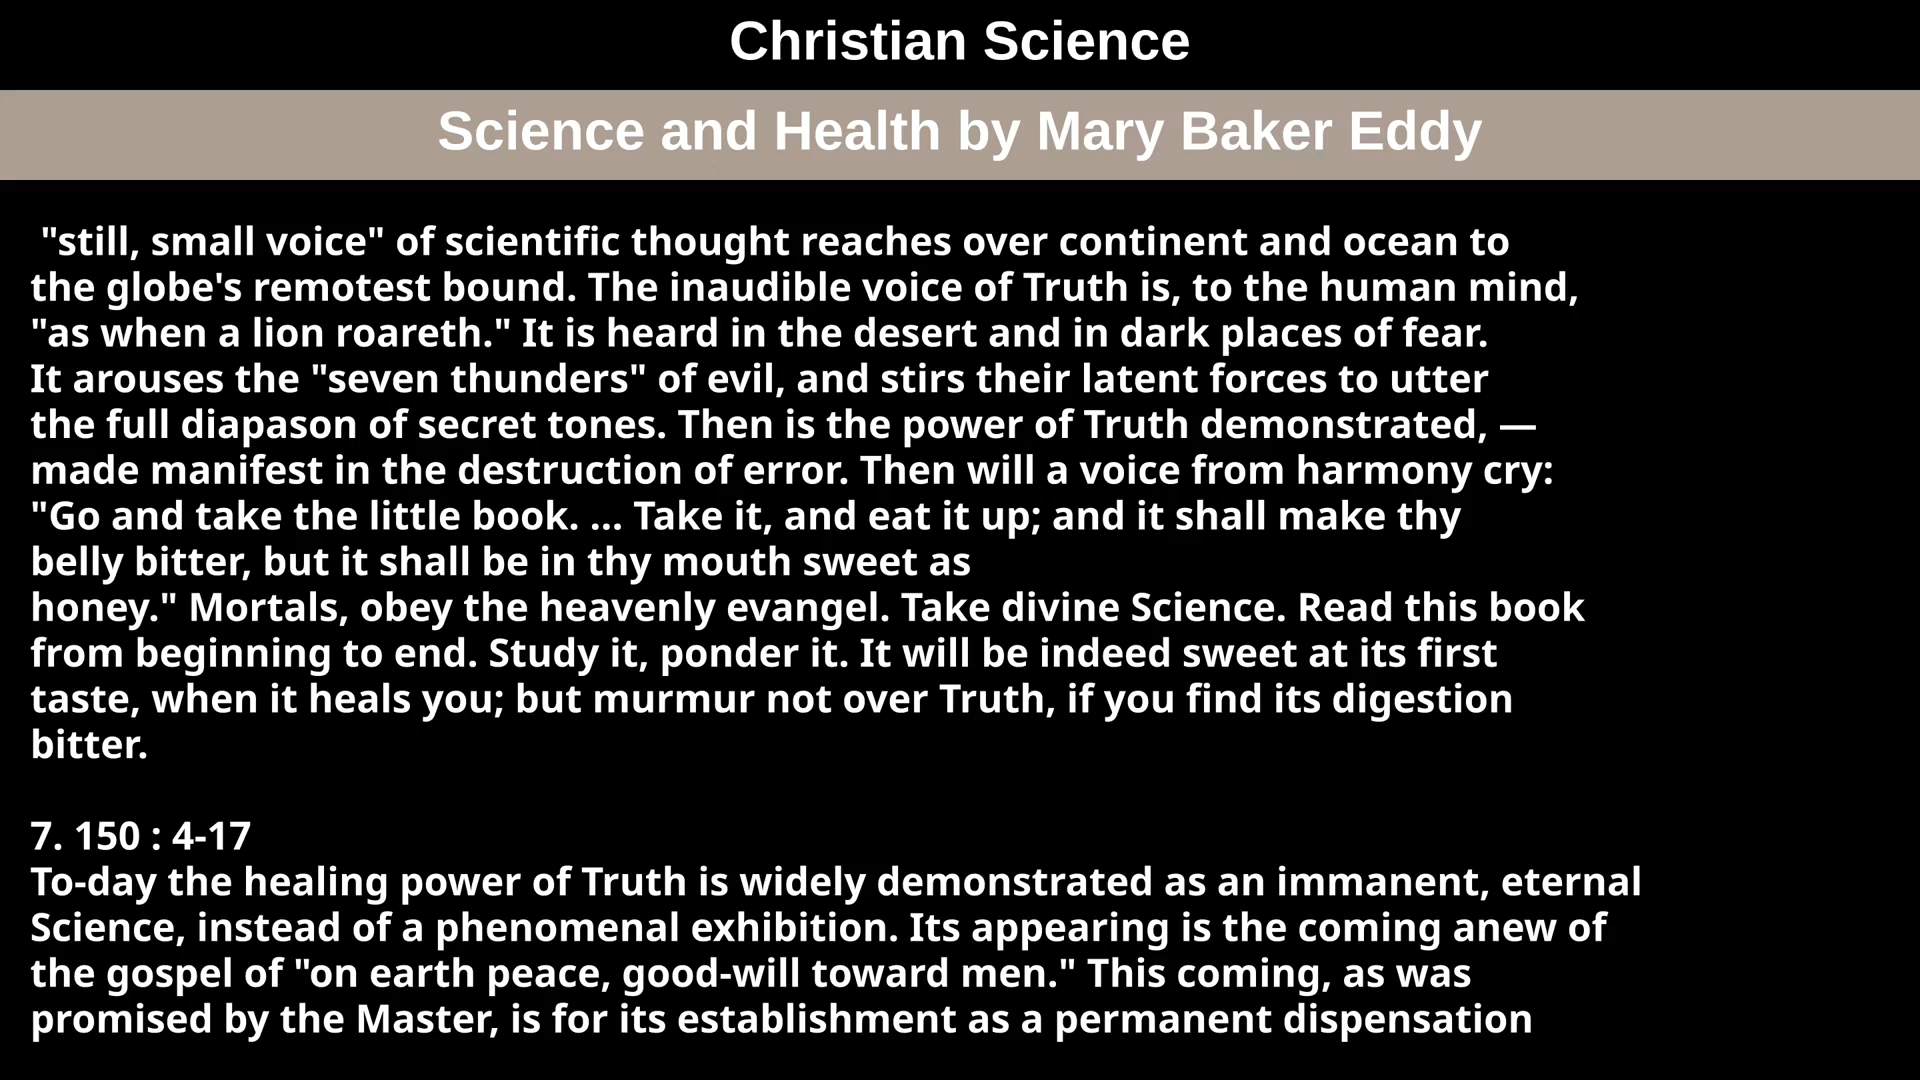 Christian Science
Science and Health by Mary Baker Eddy
"still, small voice" of scientific thought reaches over continent and ocean to
the globe's remotest bound. The inaudible voice of Truth is, to the human mind,
"as when a lion roareth." It is heard in the desert and in dark places of fear.
It arouses the "seven thunders" of evil, and stirs their latent forces to utter
the full diapason of secret tones. Then is the power of Truth demonstrated, —
made manifest in the destruction of error. Then will a voice from harmony cry:
"Go and take the little book. ... Take it, and eat it up; and it shall make thy
belly bitter, but it shall be in thy mouth sweet as
honey." Mortals, obey the heavenly evangel. Take divine Science. Read this book
from beginning to end. Study it, ponder it. It will be indeed sweet at its first
taste, when it heals you; but murmur not over Truth, if you find its digestion
bitter.
7. 150 : 4-17
To-day the healing power of Truth is widely demonstrated as an immanent, eternal
Science, instead of a phenomenal exhibition. Its appearing is the coming anew of
the gospel of "on earth peace, good-will toward men." This coming, as was
promised by the Master, is for its establishment as a permanent dispensation